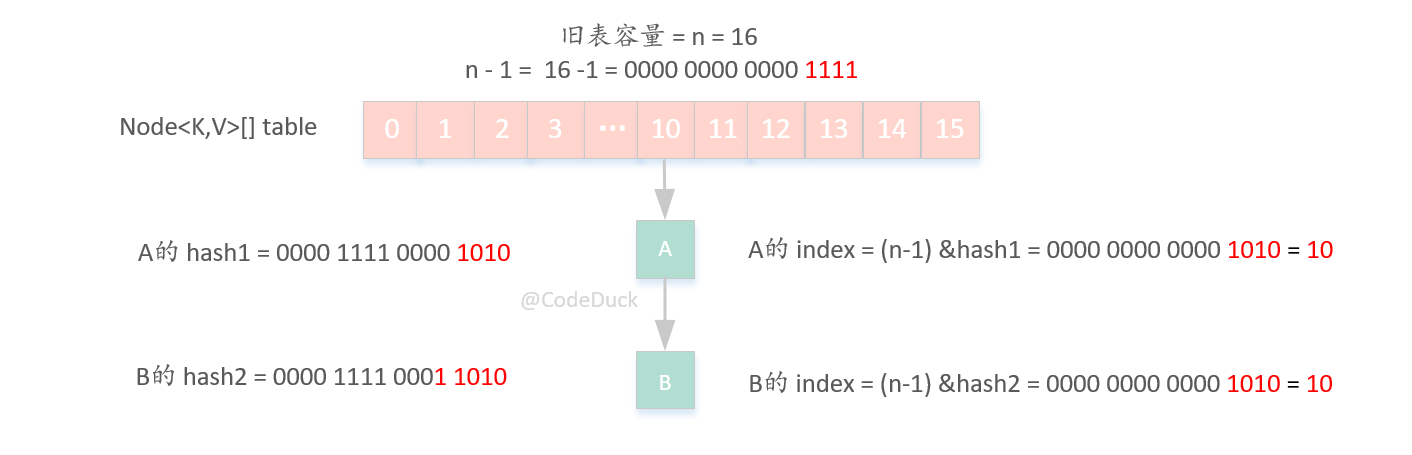 旧表容量 = n = 16
n - 1 =  16 -1 = 0000 0000 0000 1111
Node<K,V>[] table
0 1 2 3 ... 10 11 12 13 14 15
A的 hash1 = 0000 1111 0000 1010
A
A的 index = (n-1) &hash1 = 0000 0000 0000 1010 = 10
@CodeDuck
B的 hash2 = 0000 1111 0001 1010
B
B的 index = (n-1) &hash2 = 0000 0000 0000 1010 = 10